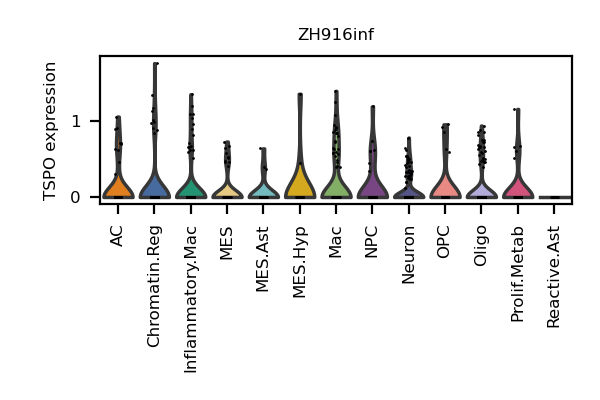 ZH916inf
TSPO expression
1
0
AC
Chromatin.Reg
Inflammatory.Mac
MES
MES.Ast
MES.Hyp
Mac
NPC
Neuron
OPC
Oligo
Prolif.Metab
Reactive.Ast